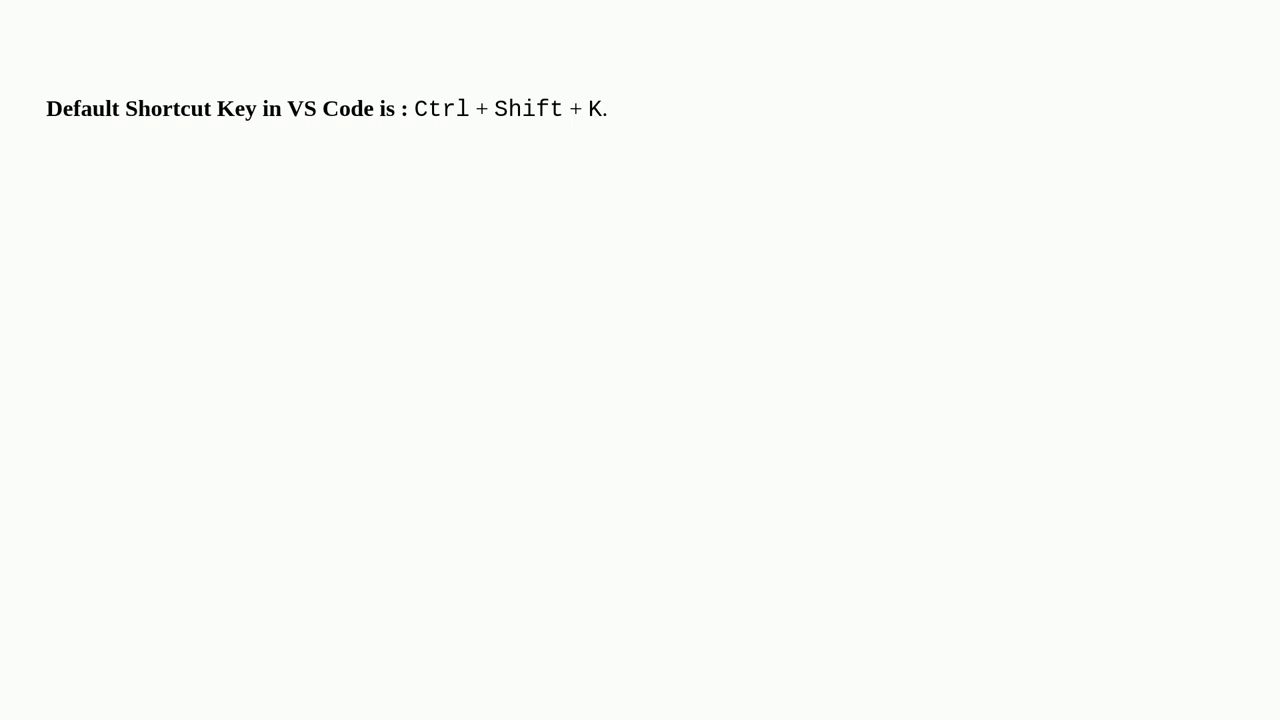 Default Shortcut Key in VS Code is : Ctrl + Shift + K.